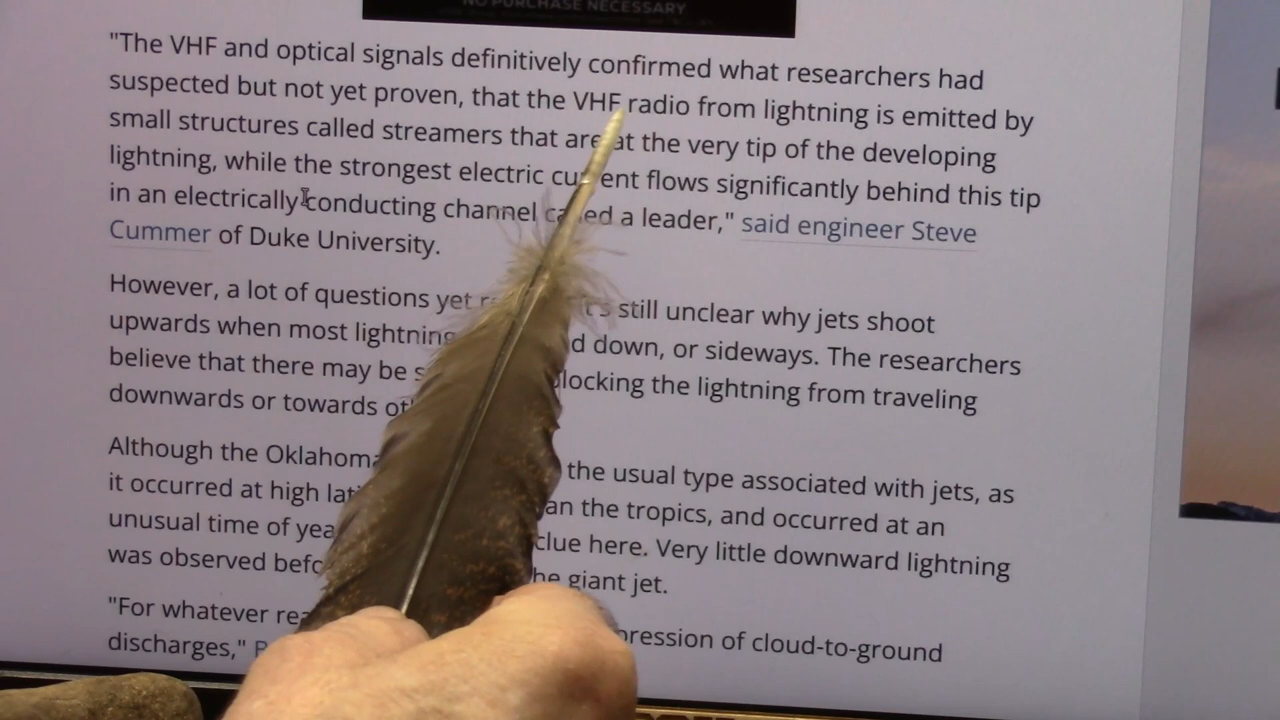 NO PURCHASE NECESSARY
"The VHF and optical signals definitively confirmed what researchers had
suspected but not yet proven, that the VHF radio from lightning is emitted by
small structures called streamers that are at the very tip of the developing
lightning, while the strongest electric current flows significantly behind this tip
in an electrically conducting channel called a leader," said engineer Steve
Cummer of Duke University.
However, a lot of questions yet still unclear why jets shoot
upwards when most lightning down, or sideways. The researchers
believe that there may be blocking the lightning from traveling
downwards or towards
Although the Oklahoma the usual type associated with jets, as
it occurred at high the tropics, and occurred at an
unusual time of clue here. Very little downward lightning
was observed the giant jet.
"For whatever of cloud-to-ground
discharges,"